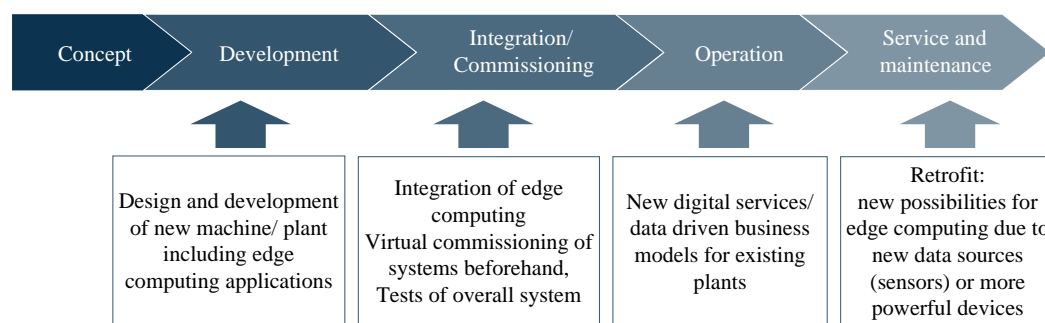 Concept
Development
Integration/
Commissioning
Operation
Service and
maintenance
Design and development
of new machine/ plant
including edge
computing applications
Integration of edge
computing
Virtual commissioning of
systems beforehand,
Tests of overall system
New digital services/
data driven business
models for existing
plants
Retrofit:
new possibilities for
edge computing due to
new data sources
(sensors) or more
powerful devices